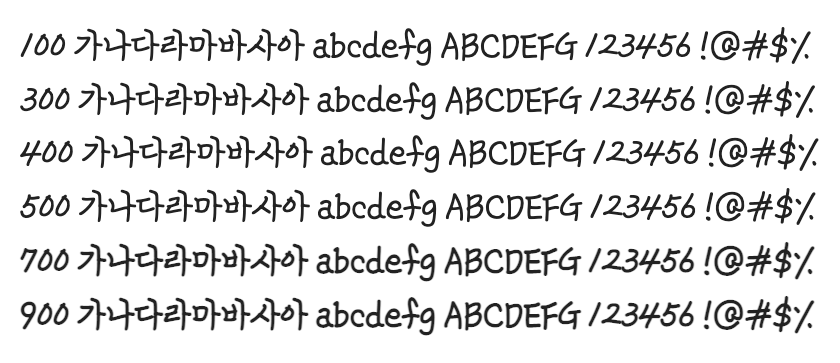 100 가나다라마바사아 abcdefg ABCDEFG 123456 !@#$%
300 가나다라마바사아 abcdefg ABCDEFG 123456 !@#$%
400 가나다라마바사아 abcdefg ABCDEFG 123456 !@#$%
500 가나다라마바사아 abcdefg ABCDEFG 123456 !@#$%
700 가나다라마바사아 abcdefg ABCDEFG 123456 !@#$%
900 가나다라마바사아 abcdefg ABCDEFG 123456 !@#$%